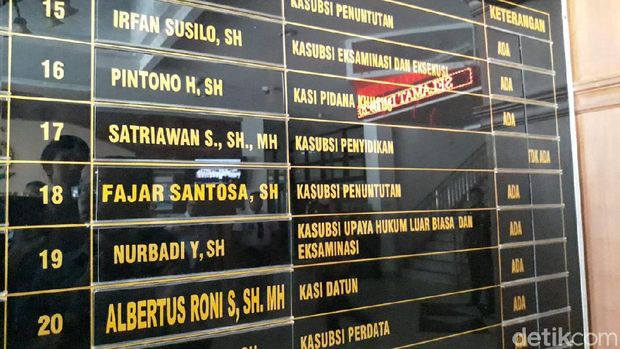 KETERANGAN
15
IRFAN SUSILO, SH
KASUBSI PENUNTUTAN
ADA
16
PINTONO H, SH
KASUBSI EKSAMINASI DAN EKSEKUSI
ADA
KASI PIDANA KHUSUS
ADA
17
SATRIAWAN S., SH., MH
KASUBSI PENYIDIKAN
TDK ADA
18
FAJAR SANTOSA, SH
KASUBSI PENUNTUTAN
ADA
19
NURBADI Y, SH
KASUBSI UPAYA HUKUM LUAR BIASA DAN
EKSAMINASI
ADA
ADA
20
ALBERTUS RONI S, SH. MH
KASI DATUN
ADA
KASUBSI PERDATA
ADA
detikcom